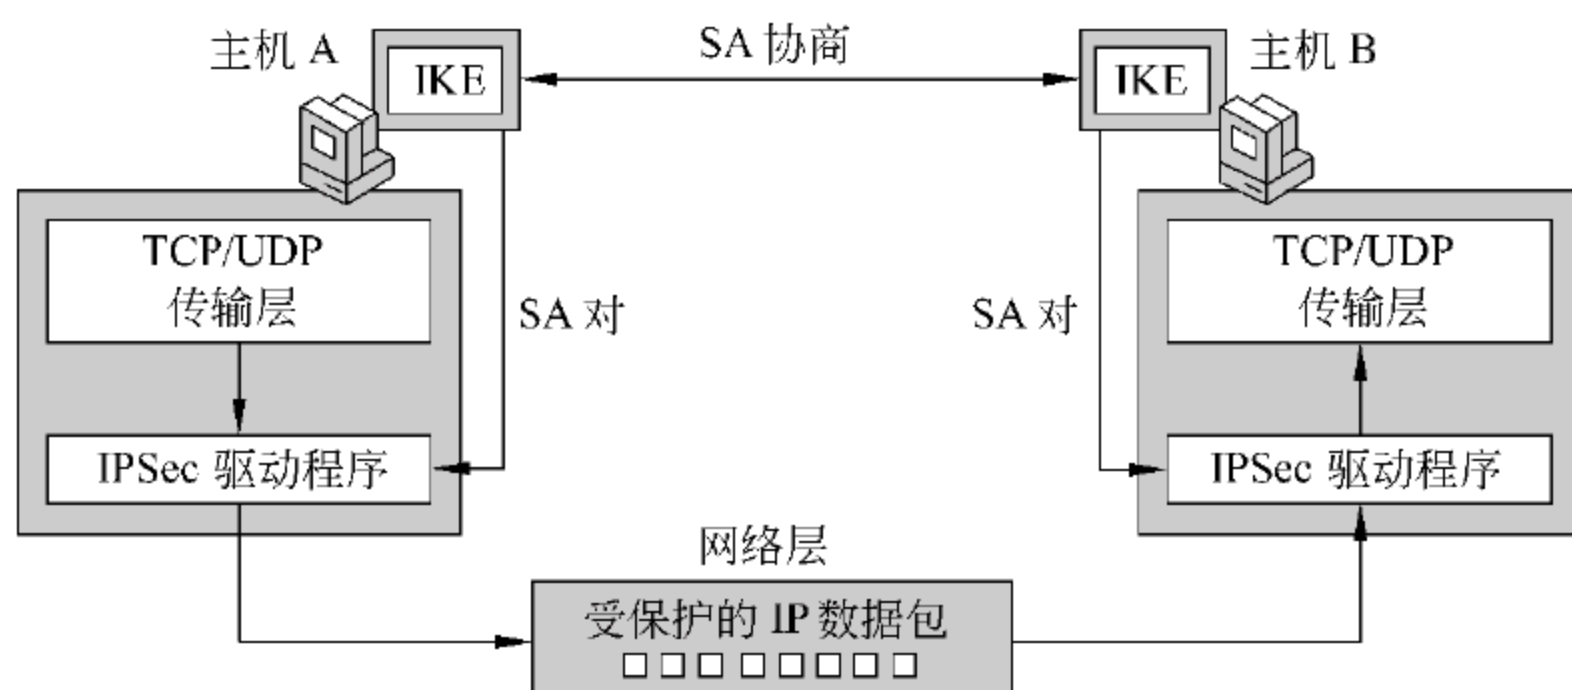 主机 A
IKE
SA 协商
IKE
主机 B
TCP/UDP
传输层
SA 对
SA 对
TCP/UDP
传输层
IPSec 驱动程序
IPSec 驱动程序
网络层
受保护的 IP 数据包